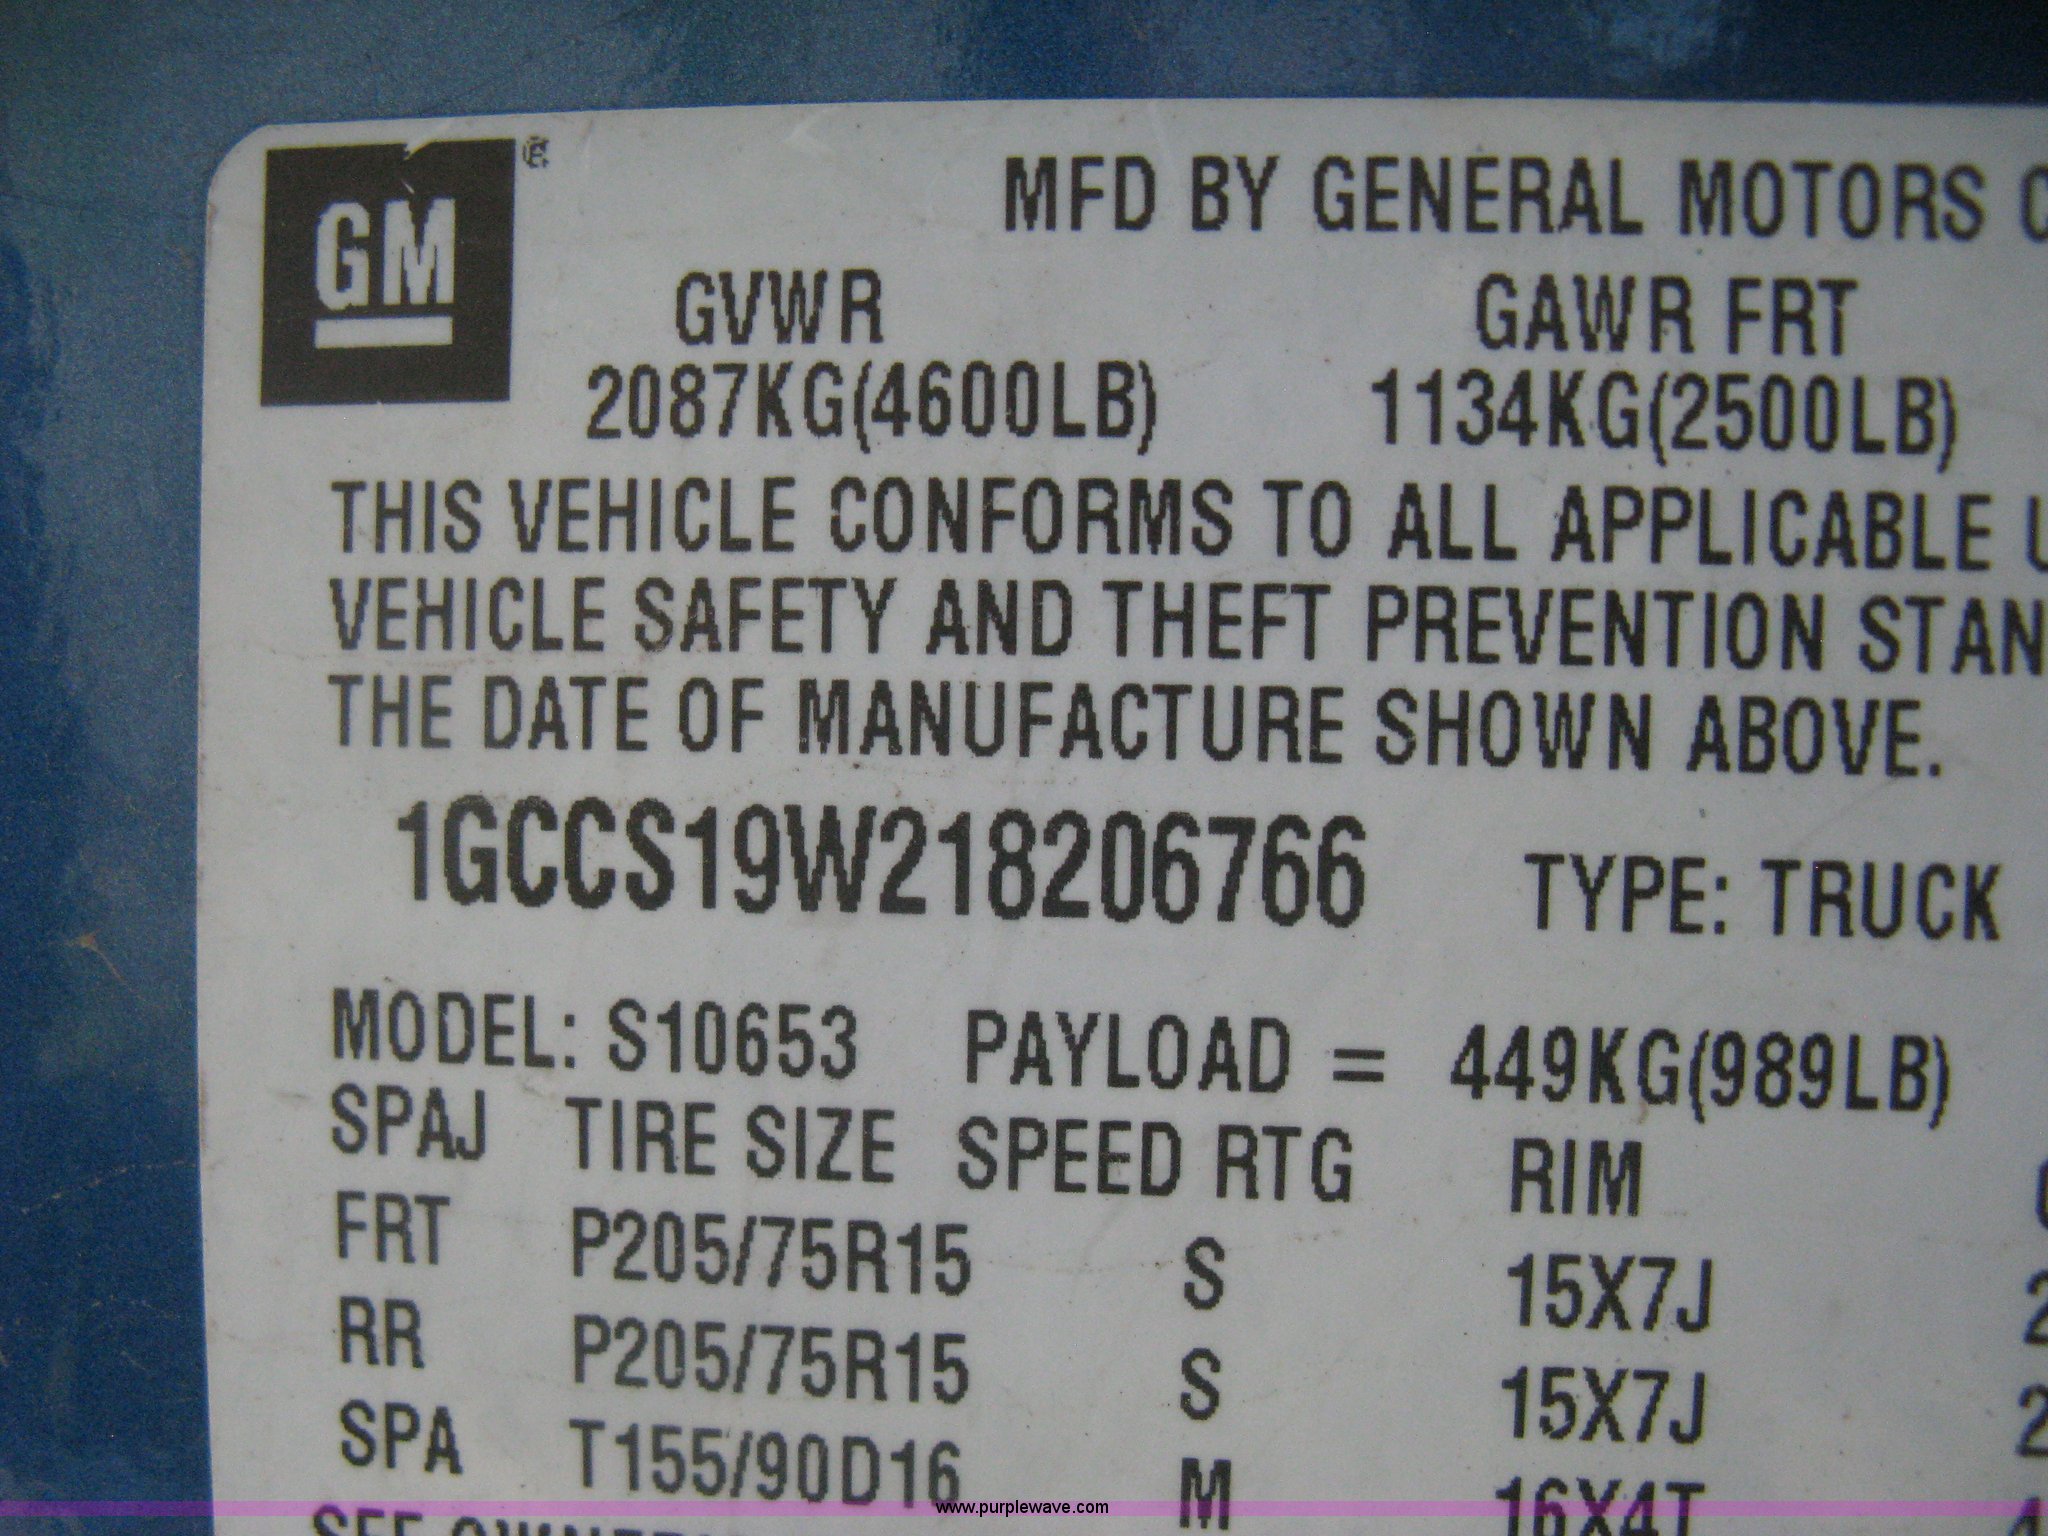 GM
MFD BY GENERAL MOTORS
GVWR GAWR FRT
2087KG(4600LB) 1134KG(2500LB)
THIS VEHICLE CONFORMS TO ALL APPLICABLE
VEHICLE SAFETY AND THEFT PREVENTION STAN
THE DATE OF MANUFACTURE SHOWN ABOVE.
1GCCS19W218206766 TYPE: TRUCK
MODEL: S10653 PAYLOAD = 449KG(989LB)
SPAJ TIRE SIZE SPEED RTG RIM
FRT P205/75R15 S 15X7J
RR P205/75R15 S 15X7J
SPA T155/90D16 M 16X4T
www.purplewave.com